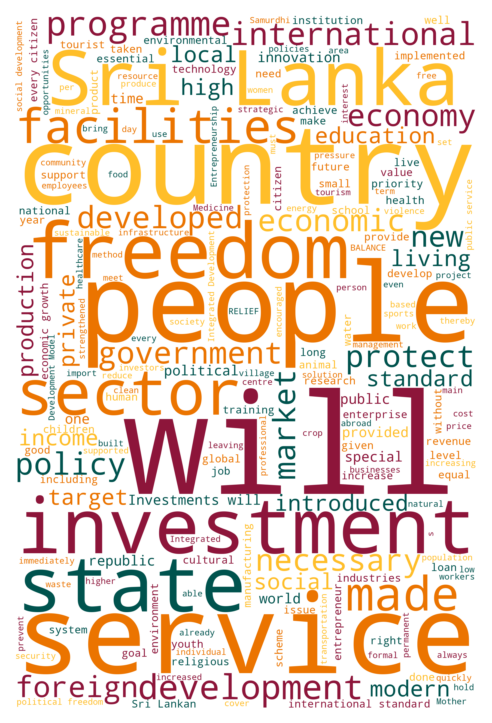 programme
international
Samurdhi
environmental
institution
well
tourist
taken
local
innovation
policies
area
implemented
every citizen
essential
technology
social development
opportunities
Sri Lanka
resource
produce
product
mineral
per
high
need
women
free
time
bring
day
use
Entrepreneurship
achieve
make
strategic
interest
economy
facilities
education
must
set
country
community
support
employees
food
citizen
pressure
future
tourism
small
term
live
value
priority
health
school
violence
public service
national
year
developed
Medicine
protection
economic
energy
provide
new
sustainable
infrastructure
freedom
develop
project
living
production
economic growth
Development Model
strengthened
private
healthcare
method
meet
BALANCE
Integrated Development
person
even
people
every
society
RELIEF
encouraged
water
based
sports
work
thereby
government
long
animal
solution
research
management
protect
import
investors
reduce
political
village
centre
clean
human
sector
training
market
standard
public
enterprise
without
main
cost
price
income
children
one
built
supported
good
including
leaving
global
job
professional
crop
abroad
provided
given
special
businesses
increase
revenue
level
increasing
equal
will
policy
target
Investments will
introduced
natural
investment
Integrated
s
immediately
republic
cultural
manufacturing
necessary
population
state
waste
higher
able
social
industries
loan
low
workers
world
environment
prevent
system
goal
youth
already
individual
increased
religious
issue
scheme
transportation
entrepreneur
made
right
formal
permanent
always
service
security
political freedom
foreign
development
Sri Lankan
cover
international standard
modern
done
quickly
hold
Mother